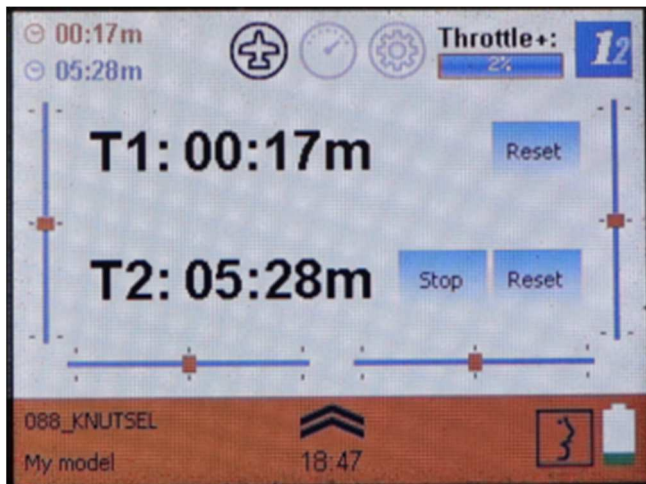 00:17m
05:28m
Throttle+:
2%
12
T1: 00:17m
Reset
T2: 05:28m
Stop
Reset
088_KNUTSEL
My model
18:47